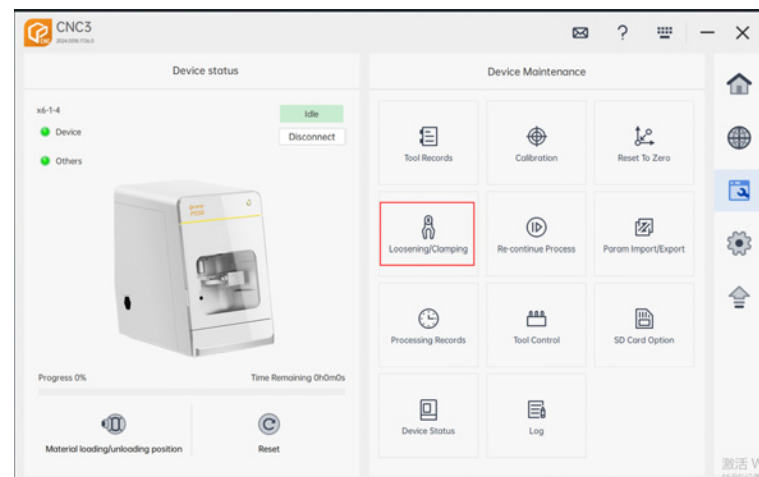 CNC3
Device status
Device Maintenance
x6-1-4
Idle
Device
Disconnect
Others
Progress 0%
Time Remaining 0h0m0s
Material loading/unloading position
Reset
Tool Records
Calibration
Reset To Zero
Loosening/Clamping
Re-continue Process
Param Import/Export
Processing Records
Tool Control
SD Card Option
Device Status
Log
激活 W